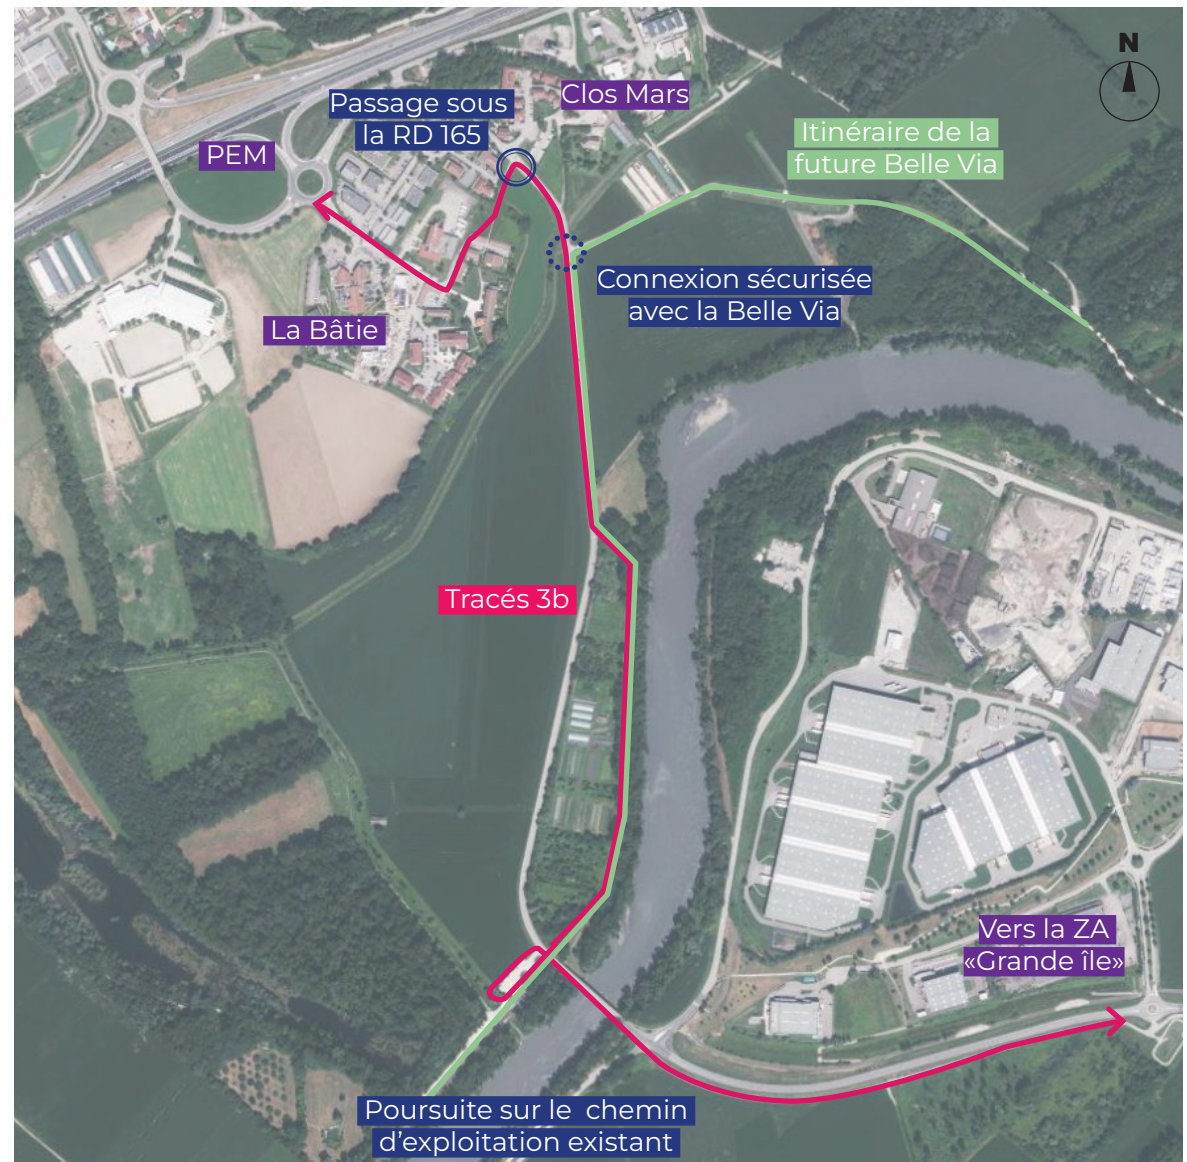 N
Clos Mars
Passage sous
la RD 165
Itinéraire de la
future Belle Via
PEM
Connexion sécurisée
avec la Belle Via
La Bâtie
Tracés 3b
Vers la ZA
«Grande île»
Poursuite sur le chemin
d’exploitation existant